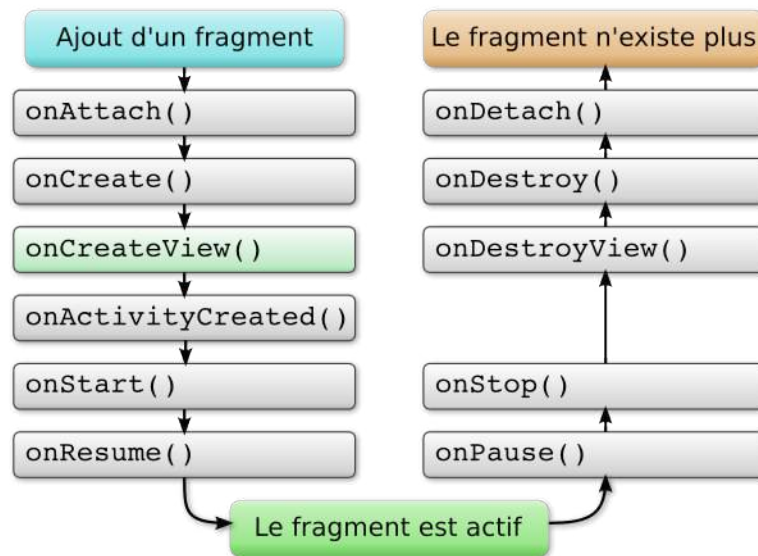 Ajout d'un fragment
onAttach()
onCreate()
onCreateView()
onActivityCreated()
onStart()
onResume()
Le fragment est actif
onPause()
onStop()
onDestroyView()
onDestroy()
onDetach()
Le fragment n'existe plus